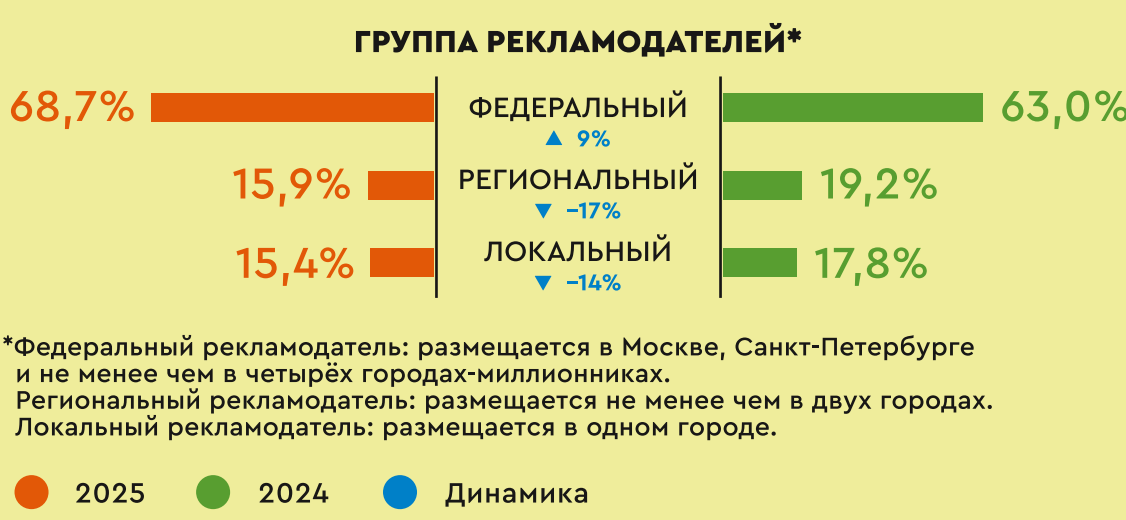 ГРУППА РЕКЛАМОДАТЕЛЕЙ*
68,7% ФЕДЕРАЛЬНЫЙ 63,0%
▲ 9%
15,9% РЕГИОНАЛЬНЫЙ 19,2%
▼ –17%
15,4% ЛОКАЛЬНЫЙ 17,8%
▼ –14%
*Федеральный рекламодатель: размещается в Москве, Санкт-Петербурге
и не менее чем в четырёх городах-миллионниках.
Региональный рекламодатель: размещается не менее чем в двух городах.
Локальный рекламодатель: размещается в одном городе.
2025 2024 Динамика